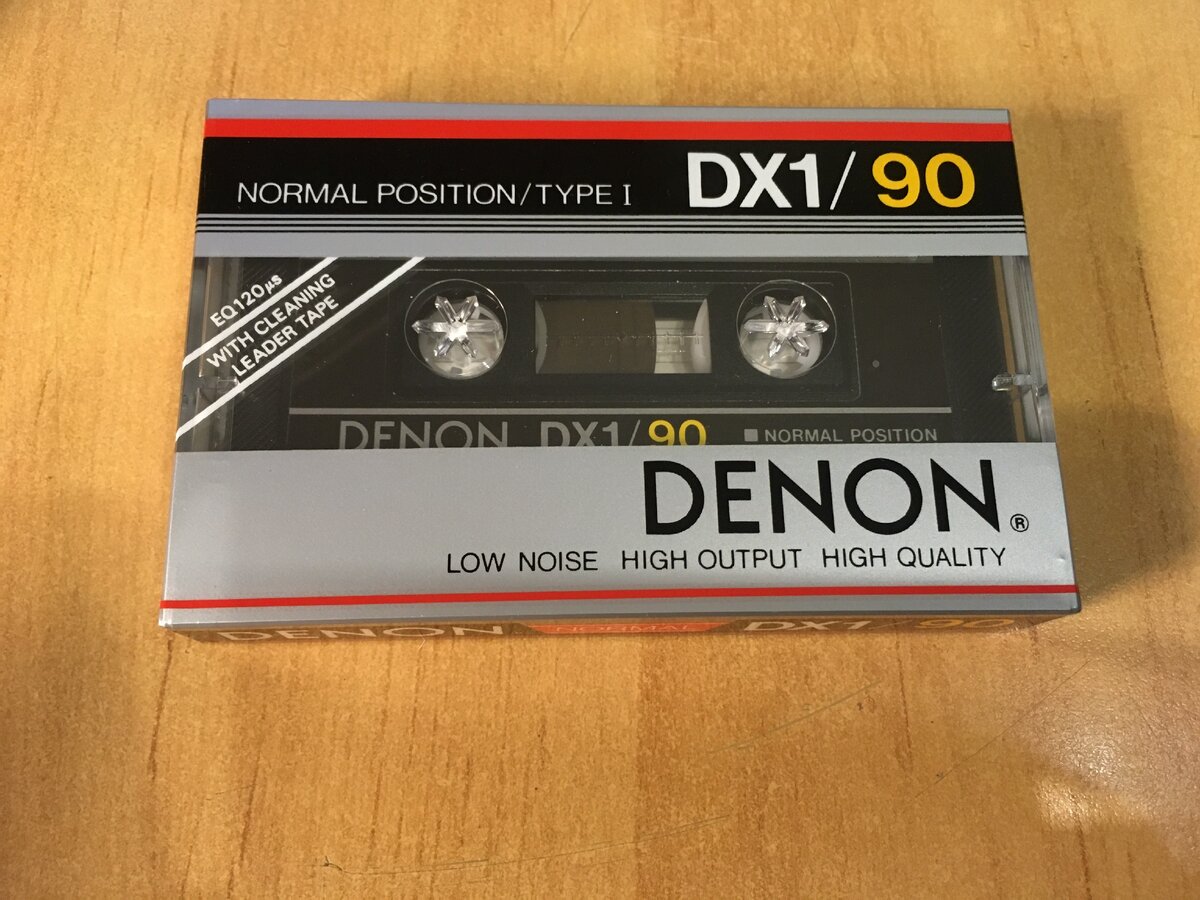 NORMAL POSITION/TYPE I DX1/90
EQ120μs
WITH CLEANING
LEADER TAPE
DENON DX1/90 NORMAL POSITION
DENON®
LOW NOISE HIGH OUTPUT HIGH QUALITY
DENON NORMAL DX1/90